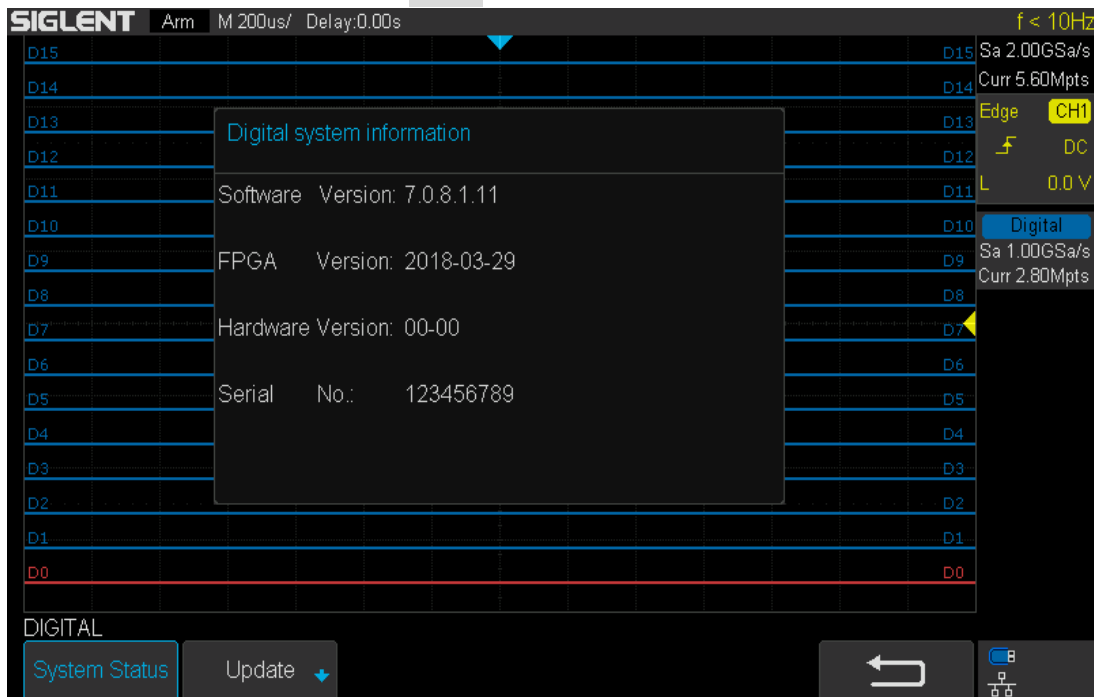 SIGLENT Arm M 200us/ Delay:0.00s f < 10Hz
D15 D15 Sa 2.00GSa/s
D14 D14 Curr 5.60Mpts
D13 D13 Edge CH1
Digital system information
D12 D12 DC
D11 D11 L 0.0 V
Software Version: 7.0.8.1.11
D10 D10 Digital
D9 D9 Sa 1.00GSa/s
FPGA Version: 2018-03-29
Curr 2.80Mpts
D8 D8
D7 D7
Hardware Version: 00-00
D6 D6
D5 D5
Serial No.: 123456789
D4 D4
D3 D3
D2 D2
D1 D1
D0 D0
DIGITAL
System Status Update